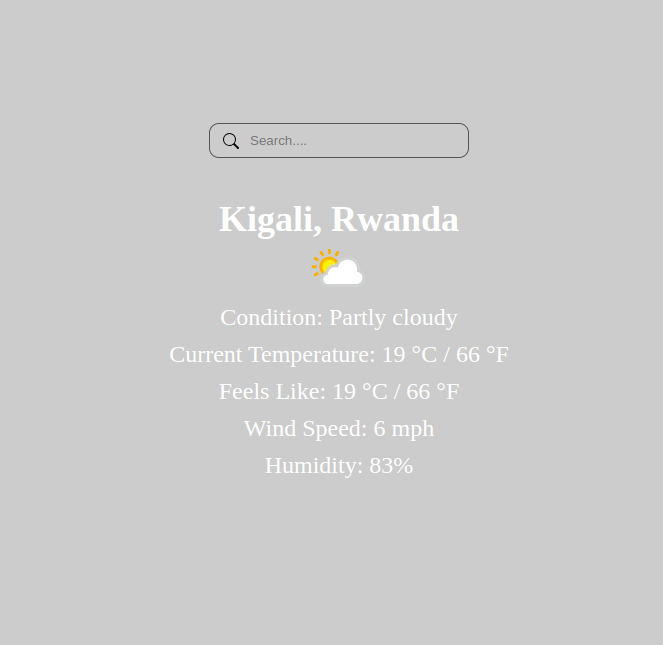 Search....
Kigali, Rwanda
Condition: Partly cloudy
Current Temperature: 19 °C / 66 °F
Feels Like: 19 °C / 66 °F
Wind Speed: 6 mph
Humidity: 83%